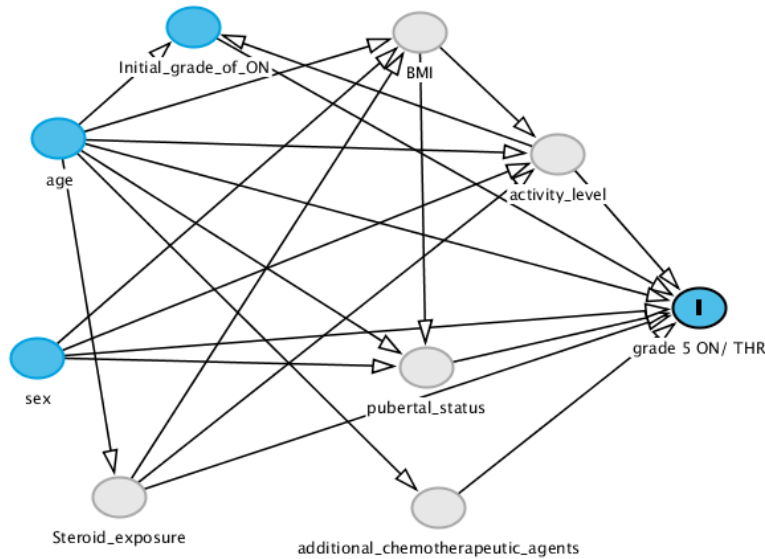 Initial_grade_of_ON
BMI
age
activity_level
I
grade 5 ON/ THR
sex
pubertal_status
Steroid_exposure
additional_chemotherapeutic_agents